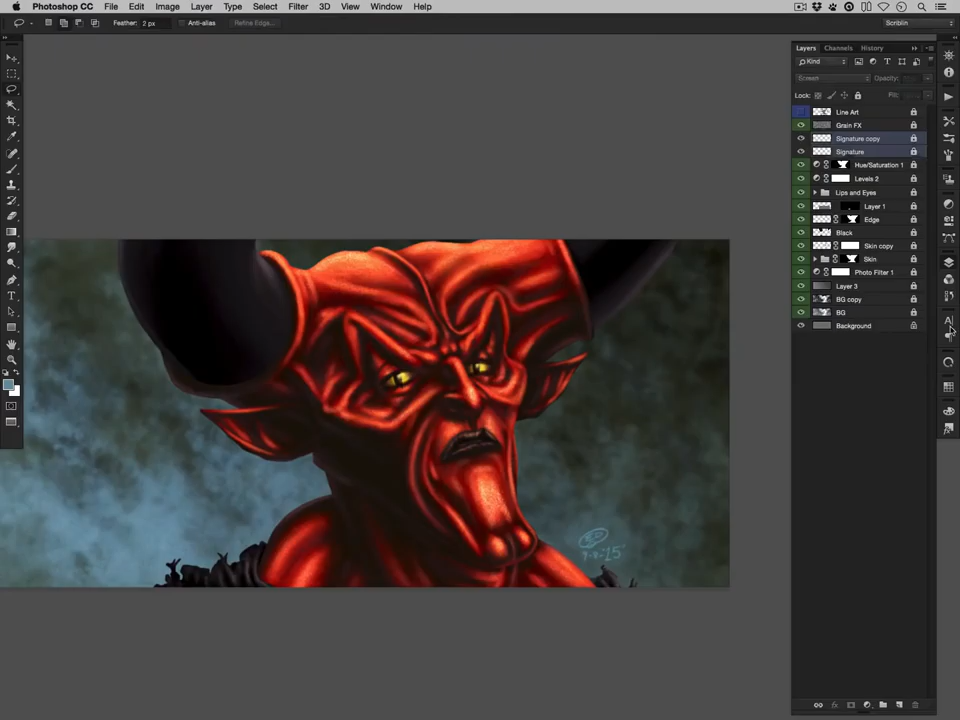 Photoshop CC File Edit Image Layer Type Select Filter 3D View Window Help
Feather: 2 px Anti-alias Refine Edge... Scriblin
Layers Channels History
Kind
Screen Opacity:
Lock: Fill:
Line Art
Grain FX
Signature copy
Signature
Hue/Saturation 1
Levels 2
Lips and Eyes
Layer 1
Edge
Black
Skin copy
Skin
Photo Filter 1
Layer 3
BG copy
BG
Background